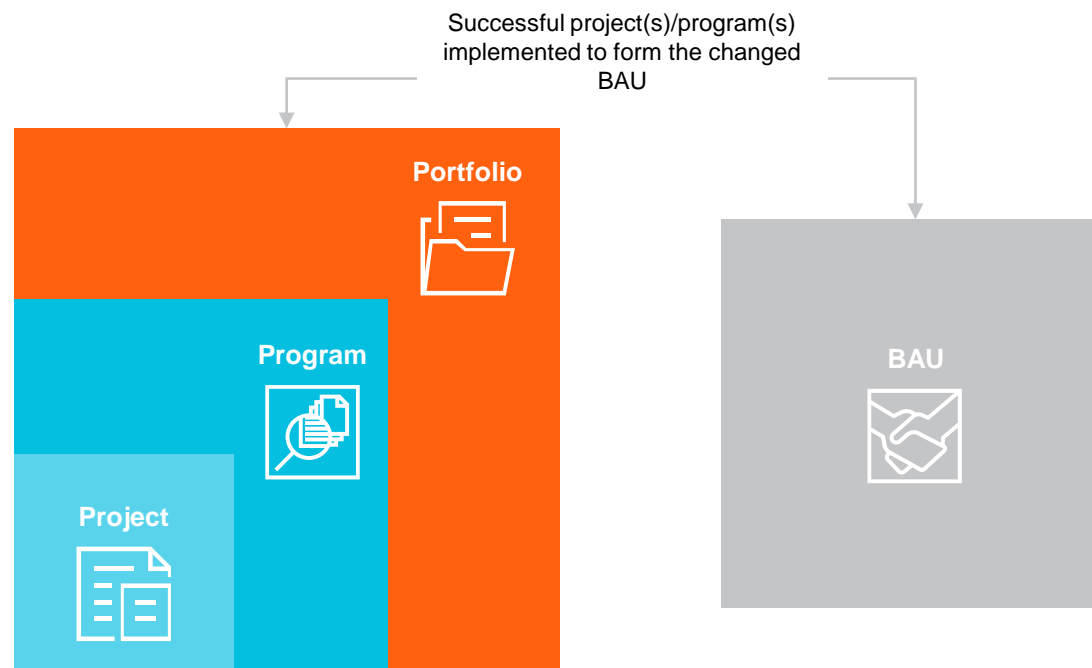 Successful project(s)/program(s)
implemented to form the changed
BAU
Portfolio
Program
BAU
Project